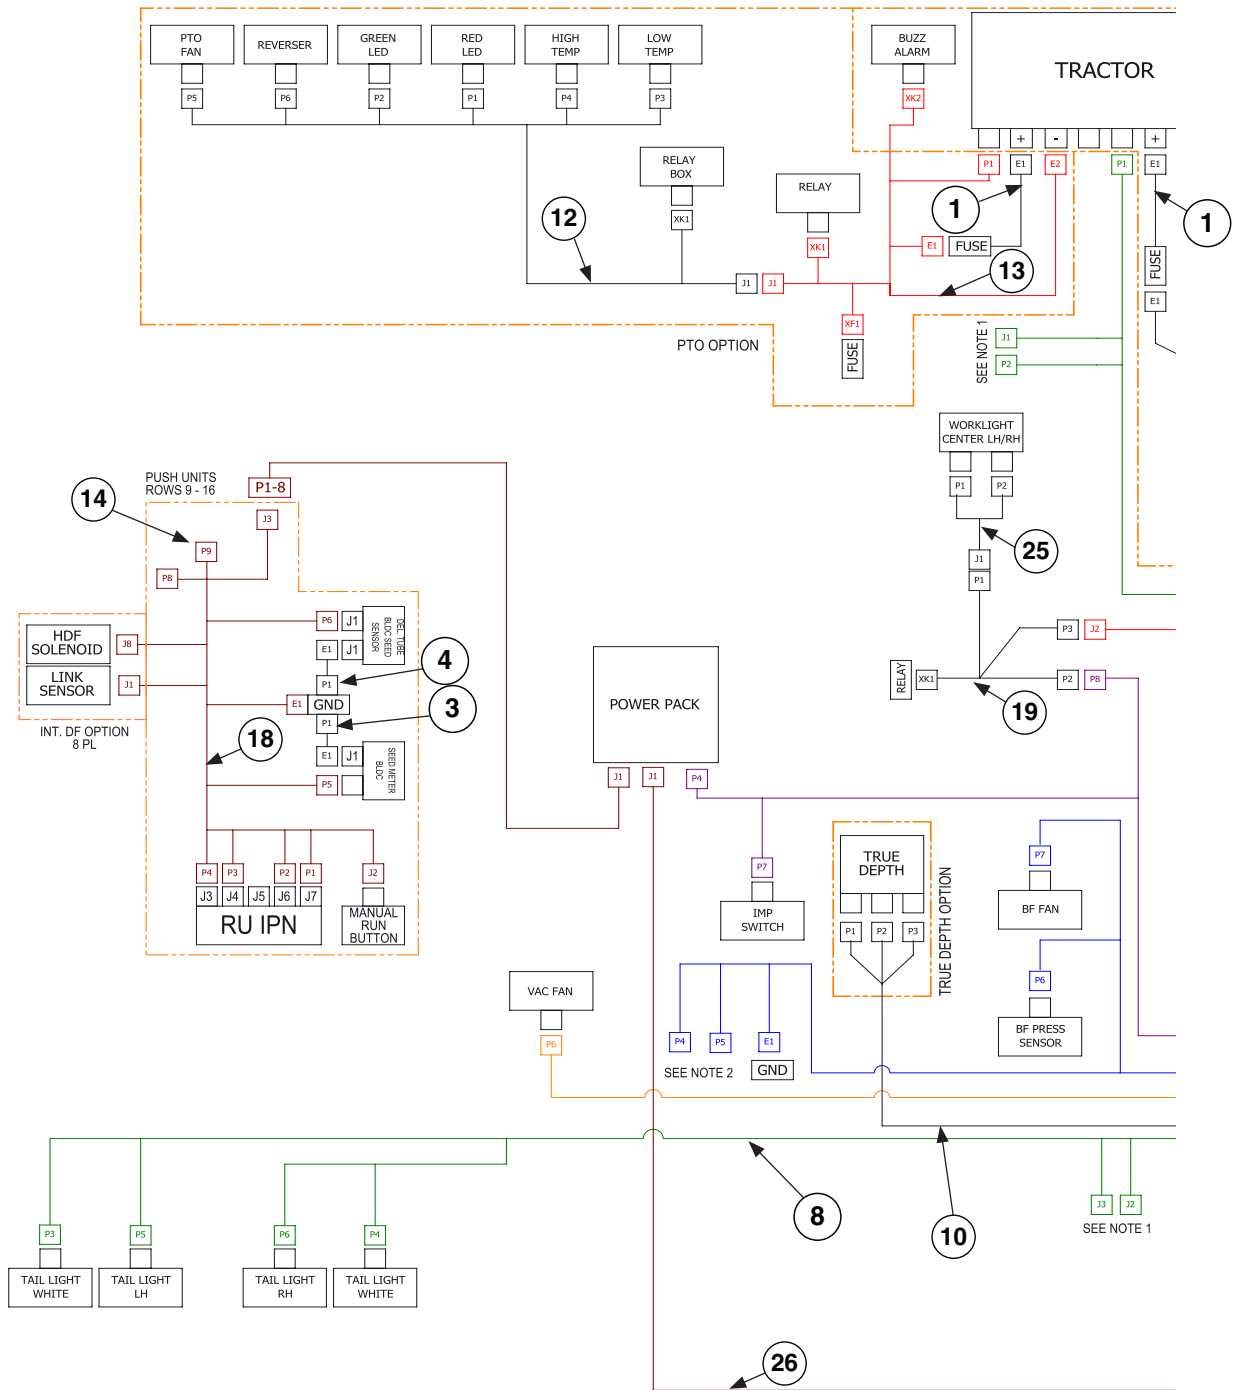 PTO
FAN
REVERSER
GREEN
LED
RED
LED
HIGH
TEMP
LOW
TEMP
BUZZ
ALARM
TRACTOR
P5
P6
P2
P1
P4
P3
XK2
+
-
+
P1
E1
E2
P1
E1
RELAY
BOX
RELAY
XK1
XK1
12
1
1
E1
FUSE
13
FUSE
E1
J1
J1
XF1
FUSE
PTO OPTION
SEE NOTE 1
J1
P2
WORKLIGHT
CENTER LH/RH
P1
P2
25
J1
P1
PUSH UNITS
ROWS 9 - 16
P1-8
14
J3
P9
P8
HDF
SOLENOID
J8
LINK
SENSOR
J1
INT. DF OPTION
8 PL
P6
J1
DEL. TUBE
BLDC SEED
SENSOR
E1
J1
P1
4
E1
GND
P1
3
18
E1
J1
SEED METER
BLDC
P5
P4
P3
P2
P1
J2
J3
J4
J5
J6
J7
RU IPN
MANUAL
RUN
BUTTON
POWER PACK
J1
J1
P4
RELAY
XK1
19
P3
J2
P2
P8
P7
IMP
SWITCH
TRUE
DEPTH
P1
P2
P3
TRUE DEPTH OPTION
P7
BF FAN
P6
BF PRESS
SENSOR
VAC FAN
P6
P4
P5
E1
SEE NOTE 2
GND
8
10
J3
J2
SEE NOTE 1
P3
P5
P6
P4
TAIL LIGHT
WHITE
TAIL LIGHT
LH
TAIL LIGHT
RH
TAIL LIGHT
WHITE
26